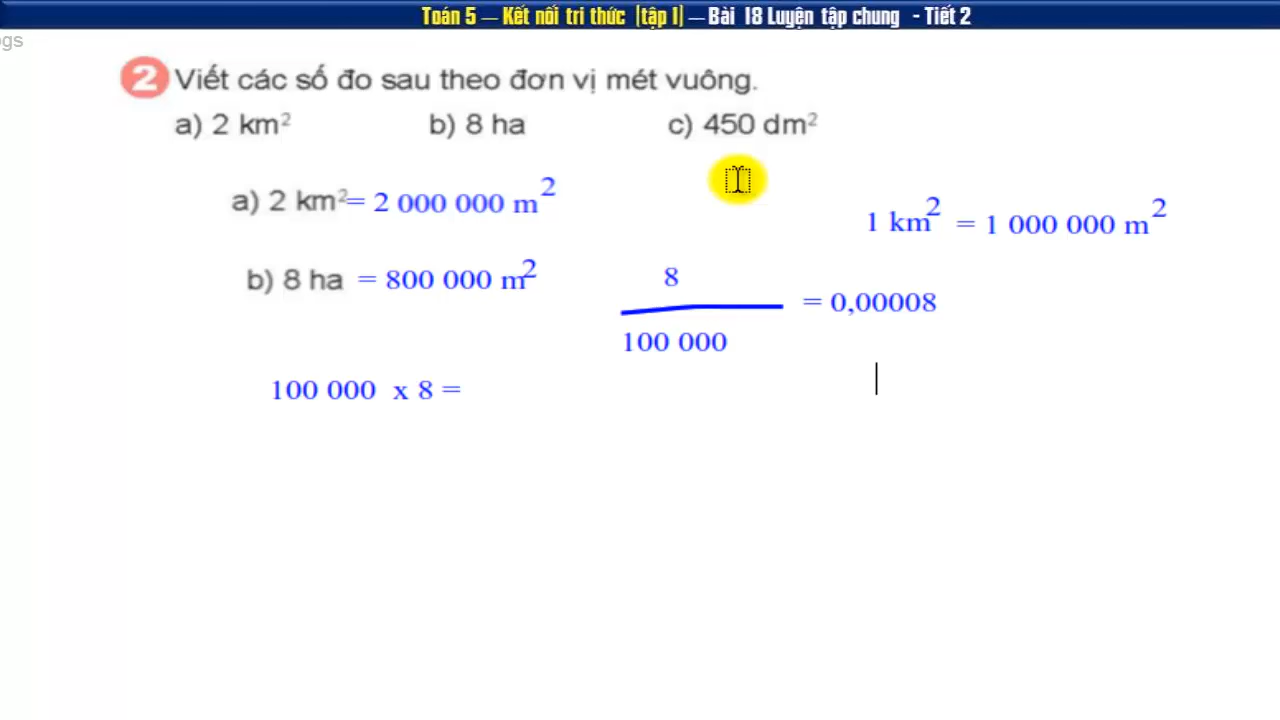 Toán 5 – Kết nối tri thức (tập 1) – Bài 18 Luyện tập chung - Tiết 2
ogs
2 Viết các số đo sau theo đơn vị mét vuông.
a) 2 km² b) 8 ha c) 450 dm²
a) 2 km² = 2 000 000 m²
1 km² = 1 000 000 m²
b) 8 ha = 800 000 m²
8
100 000
= 0,00008
100 000 x 8 =